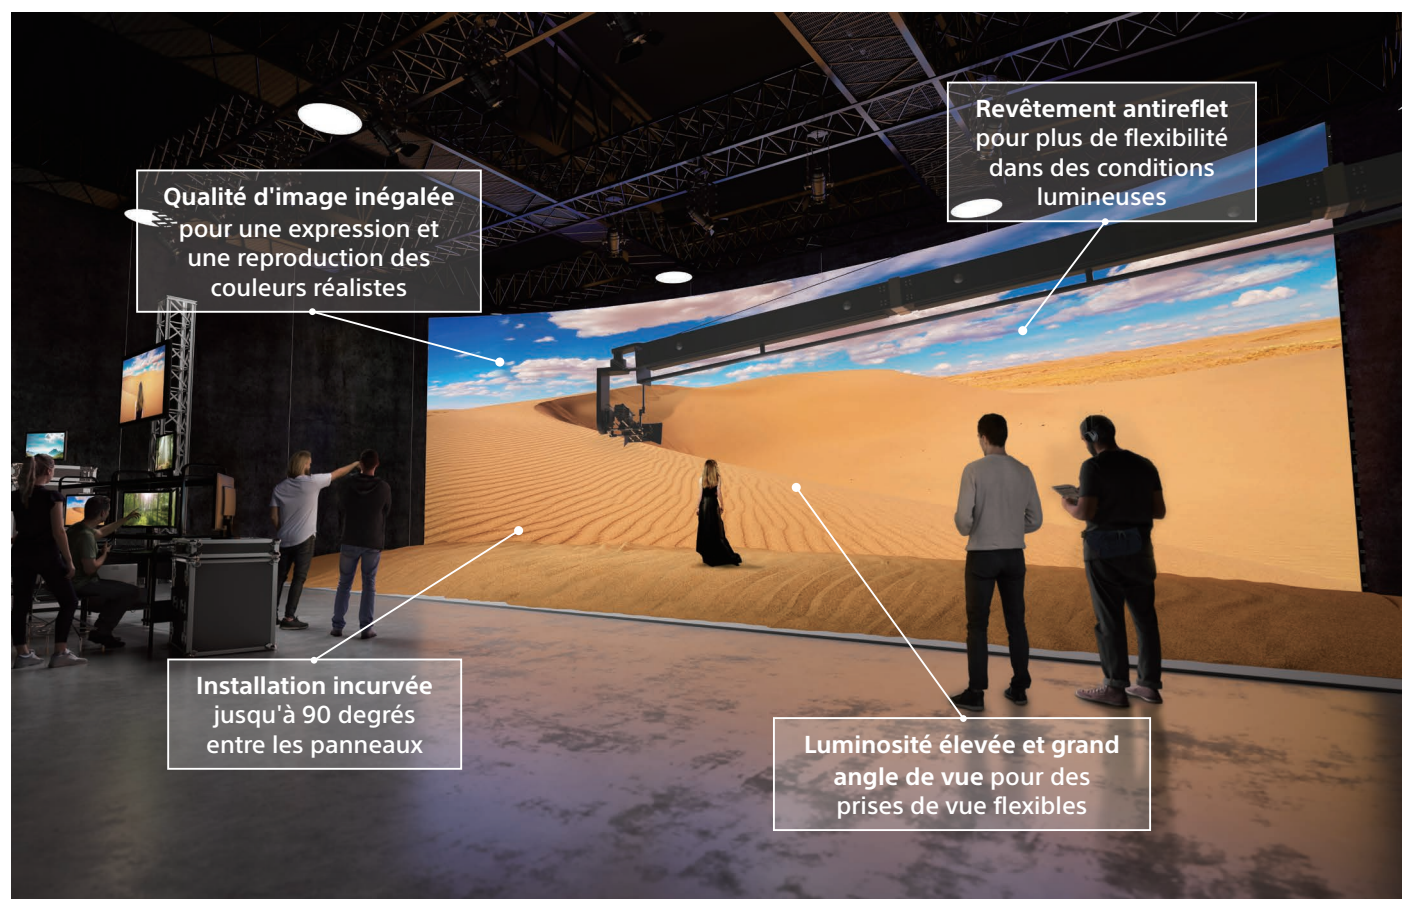 Revêtement antireflet
pour plus de flexibilité
dans des conditions
lumineuses
Qualité d'image inégalée
pour une expression et
une reproduction des
couleurs réalistes
Installation incurvée
jusqu'à 90 degrés
entre les panneaux
Luminosité élevée et grand
angle de vue pour des
prises de vue flexibles